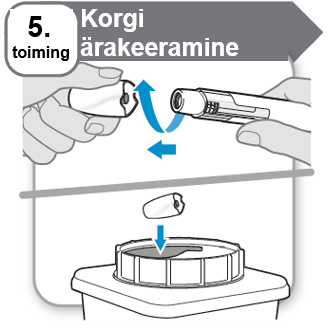 5.
toiming
Korgi
ärakeeramine